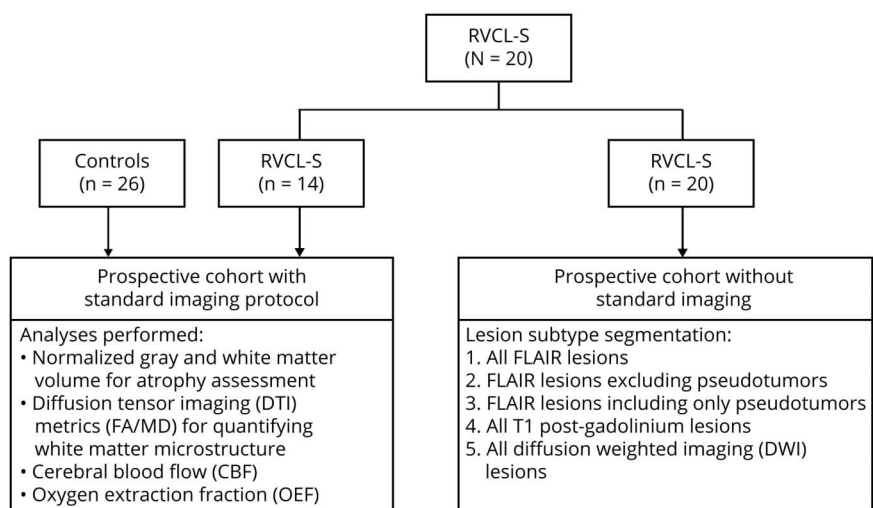 RVCL-S
(N = 20)
Controls
(n = 26)
RVCL-S
(n = 14)
RVCL-S
(n = 20)
Prospective cohort with
standard imaging protocol
Analyses performed:
• Normalized gray and white matter
volume for atrophy assessment
• Diffusion tensor imaging (DTI)
metrics (FA/MD) for quantifying
white matter microstructure
• Cerebral blood flow (CBF)
• Oxygen extraction fraction (OEF)
Prospective cohort without
standard imaging
Lesion subtype segmentation:
1. All FLAIR lesions
2. FLAIR lesions excluding pseudotumors
3. FLAIR lesions including only pseudotumors
4. All T1 post-gadolinium lesions
5. All diffusion weighted imaging (DWI)
lesions